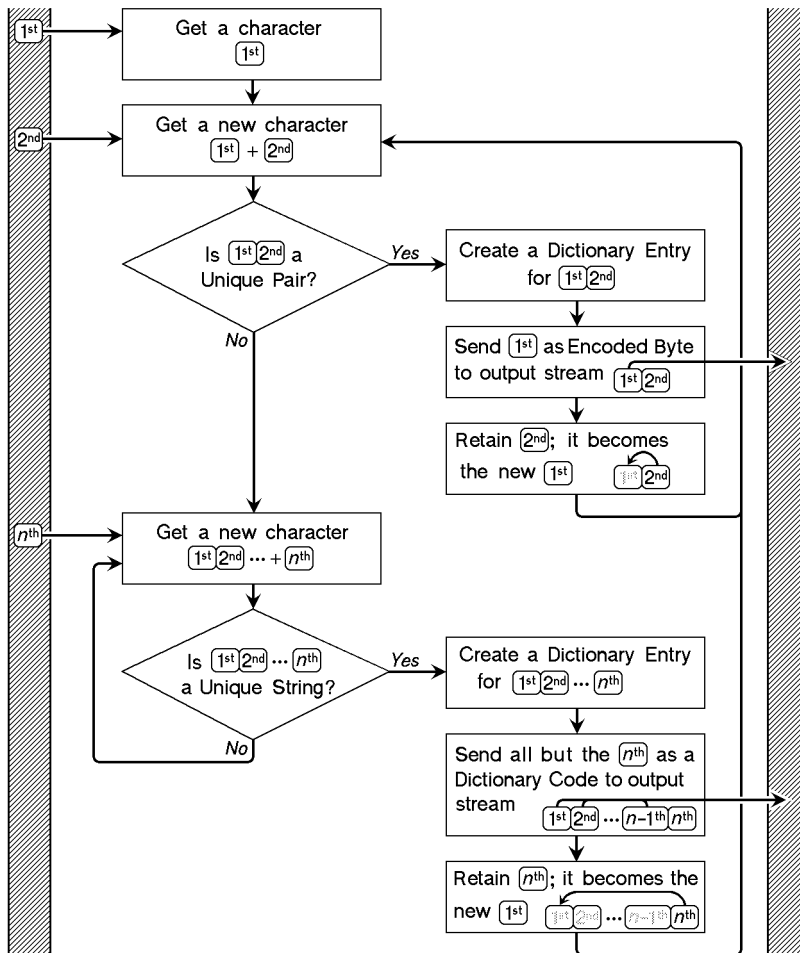 1st
Get a character
1st
2nd
Get a new character
1st + 2nd
Is 1st 2nd a
Unique Pair?
Yes
No
Create a Dictionary Entry
for 1st 2nd
Send 1st as Encoded Byte
to output stream 1st 2nd
Retain 2nd; it becomes
the new 1st 1st 2nd
nth
Get a new character
1st 2nd ... + nth
Is 1st 2nd ... nth
a Unique String?
Yes
No
Create a Dictionary Entry
for 1st 2nd ... nth
Send all but the nth as a
Dictionary Code to output
stream 1st 2nd ... n-1th nth
Retain nth; it becomes the
new 1st 1st 2nd ... n-1th nth